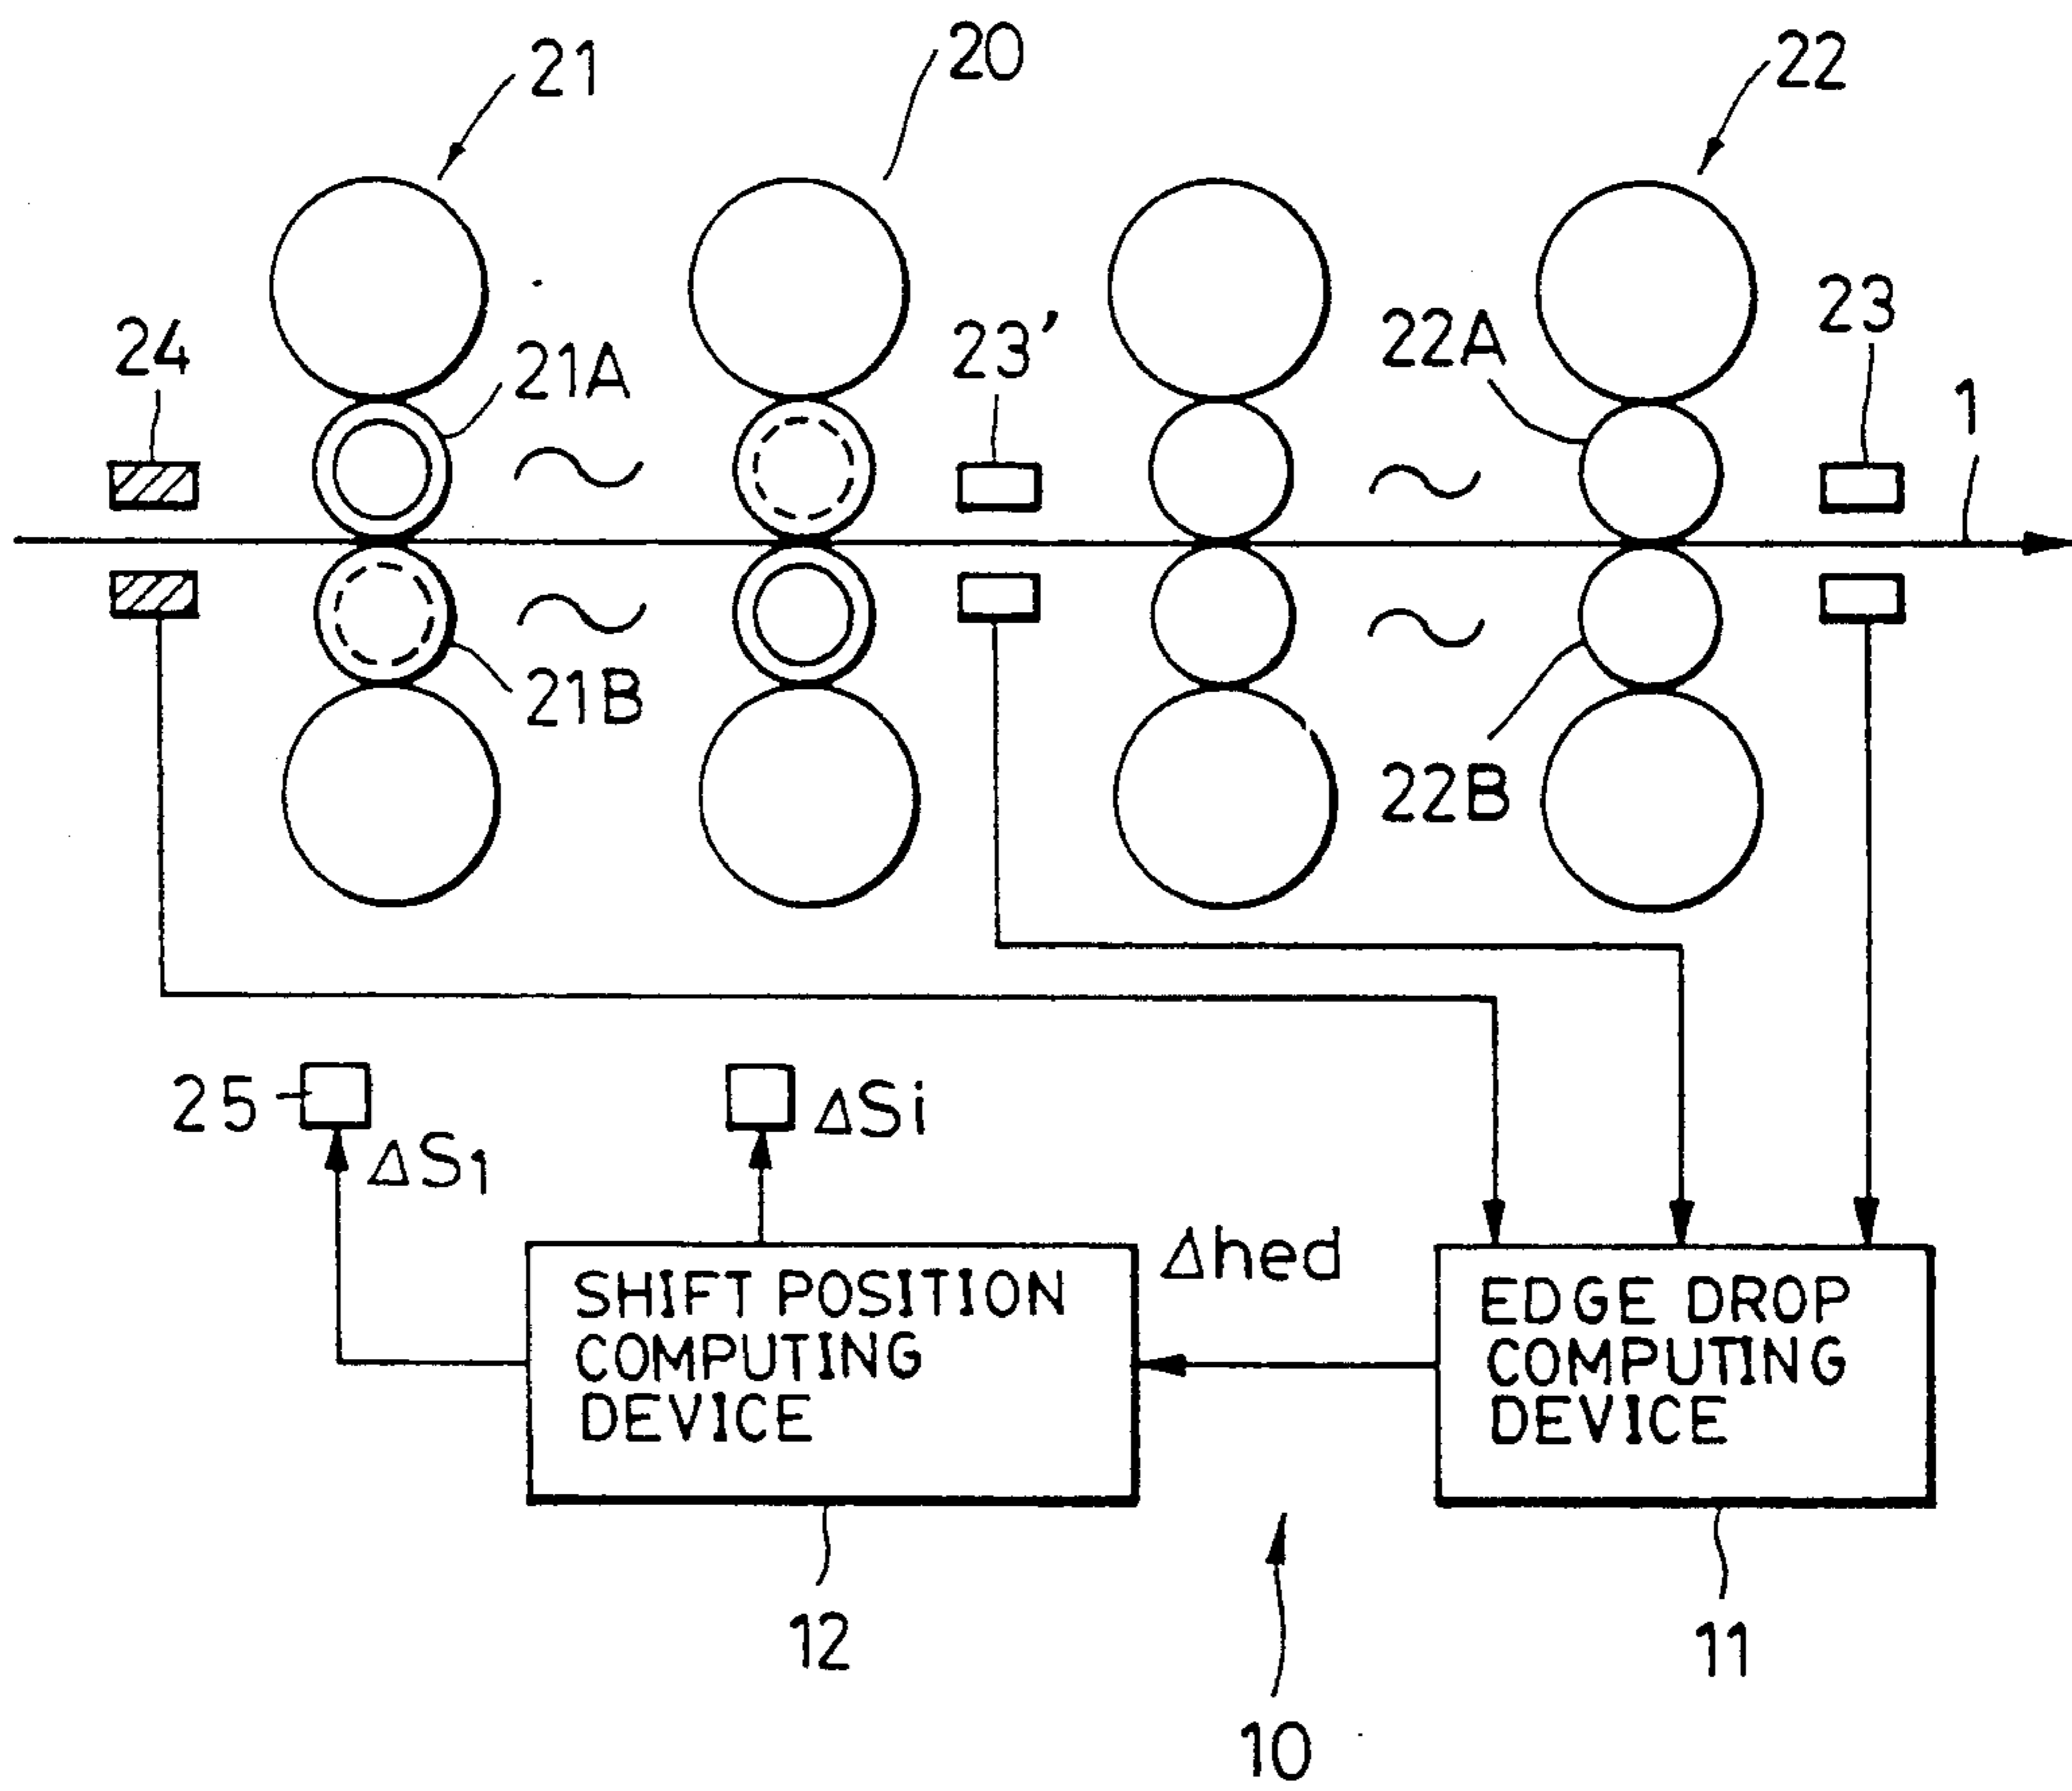 21
20
22
24
21A
23'
22A
23
1
21B
22B
25
ΔS1
ΔSi
Δhed
SHIFT POSITION
COMPUTING
DEVICE
EDGE DROP
COMPUTING
DEVICE
12
11
10